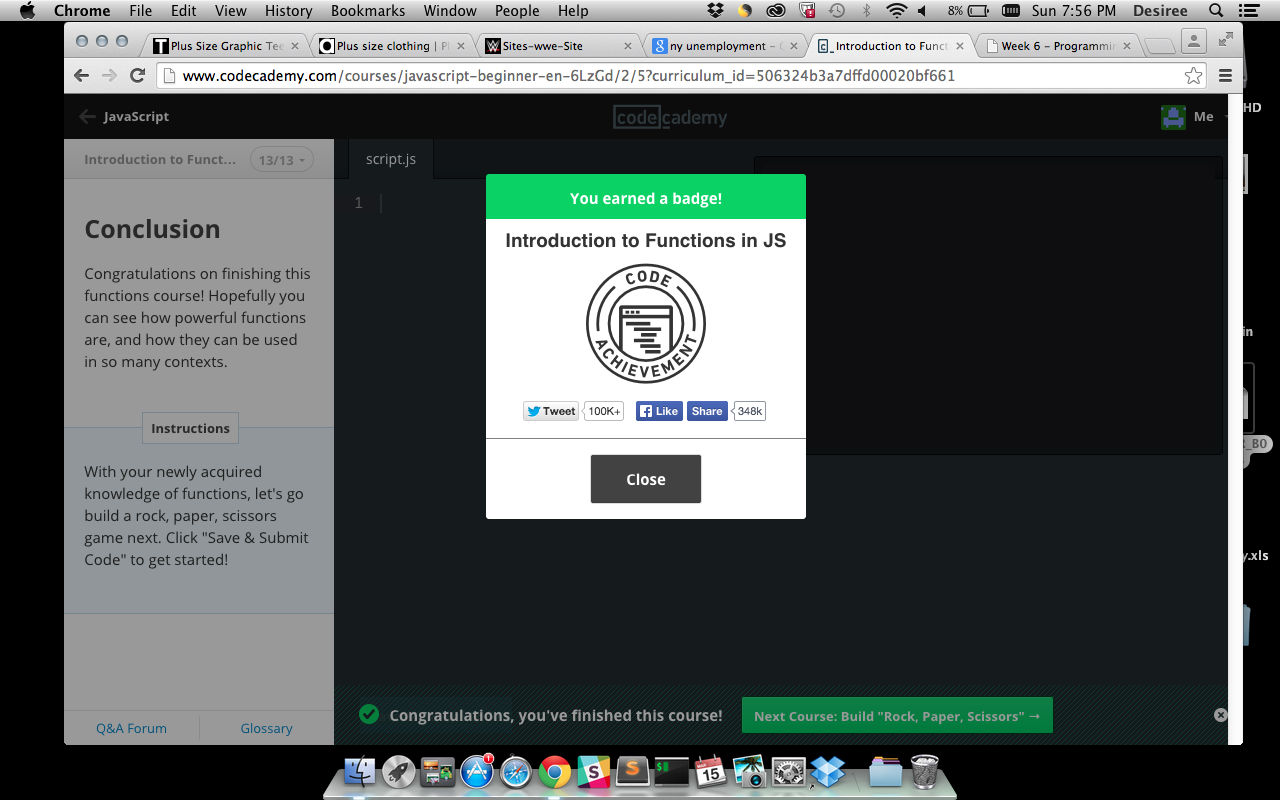 Chrome File Edit View History Bookmarks Window People Help 8% Sun 7:56 PM Desiree
Plus Size Graphic Tee Plus size clothing | Pl Sites-wwe-Site ny unemployment - Introduction to Funct Week 6 - Programmin
www.codecademy.com/courses/javascript-beginner-en-6LzGd/2/5?curriculum_id=506324b3a7dffd00020bf661
HD
JavaScript
codecademy
Me
Introduction to Funct... 13/13
script.js
1
Conclusion
Congratulations on finishing this
functions course! Hopefully you
can see how powerful functions
are, and how they can be used
in so many contexts.
Instructions
With your newly acquired
knowledge of functions, let's go
build a rock, paper, scissors
game next. Click "Save & Submit
Code" to get started!
Q&A Forum Glossary
You earned a badge!
Introduction to Functions in JS
CODE
ACHIEVEMENT
Tweet 100K+ Like Share 348k
Close
in
R_BO
y.xls
Congratulations, you've finished this course!
Next Course: Build "Rock, Paper, Scissors" →
1
S
S
$
15